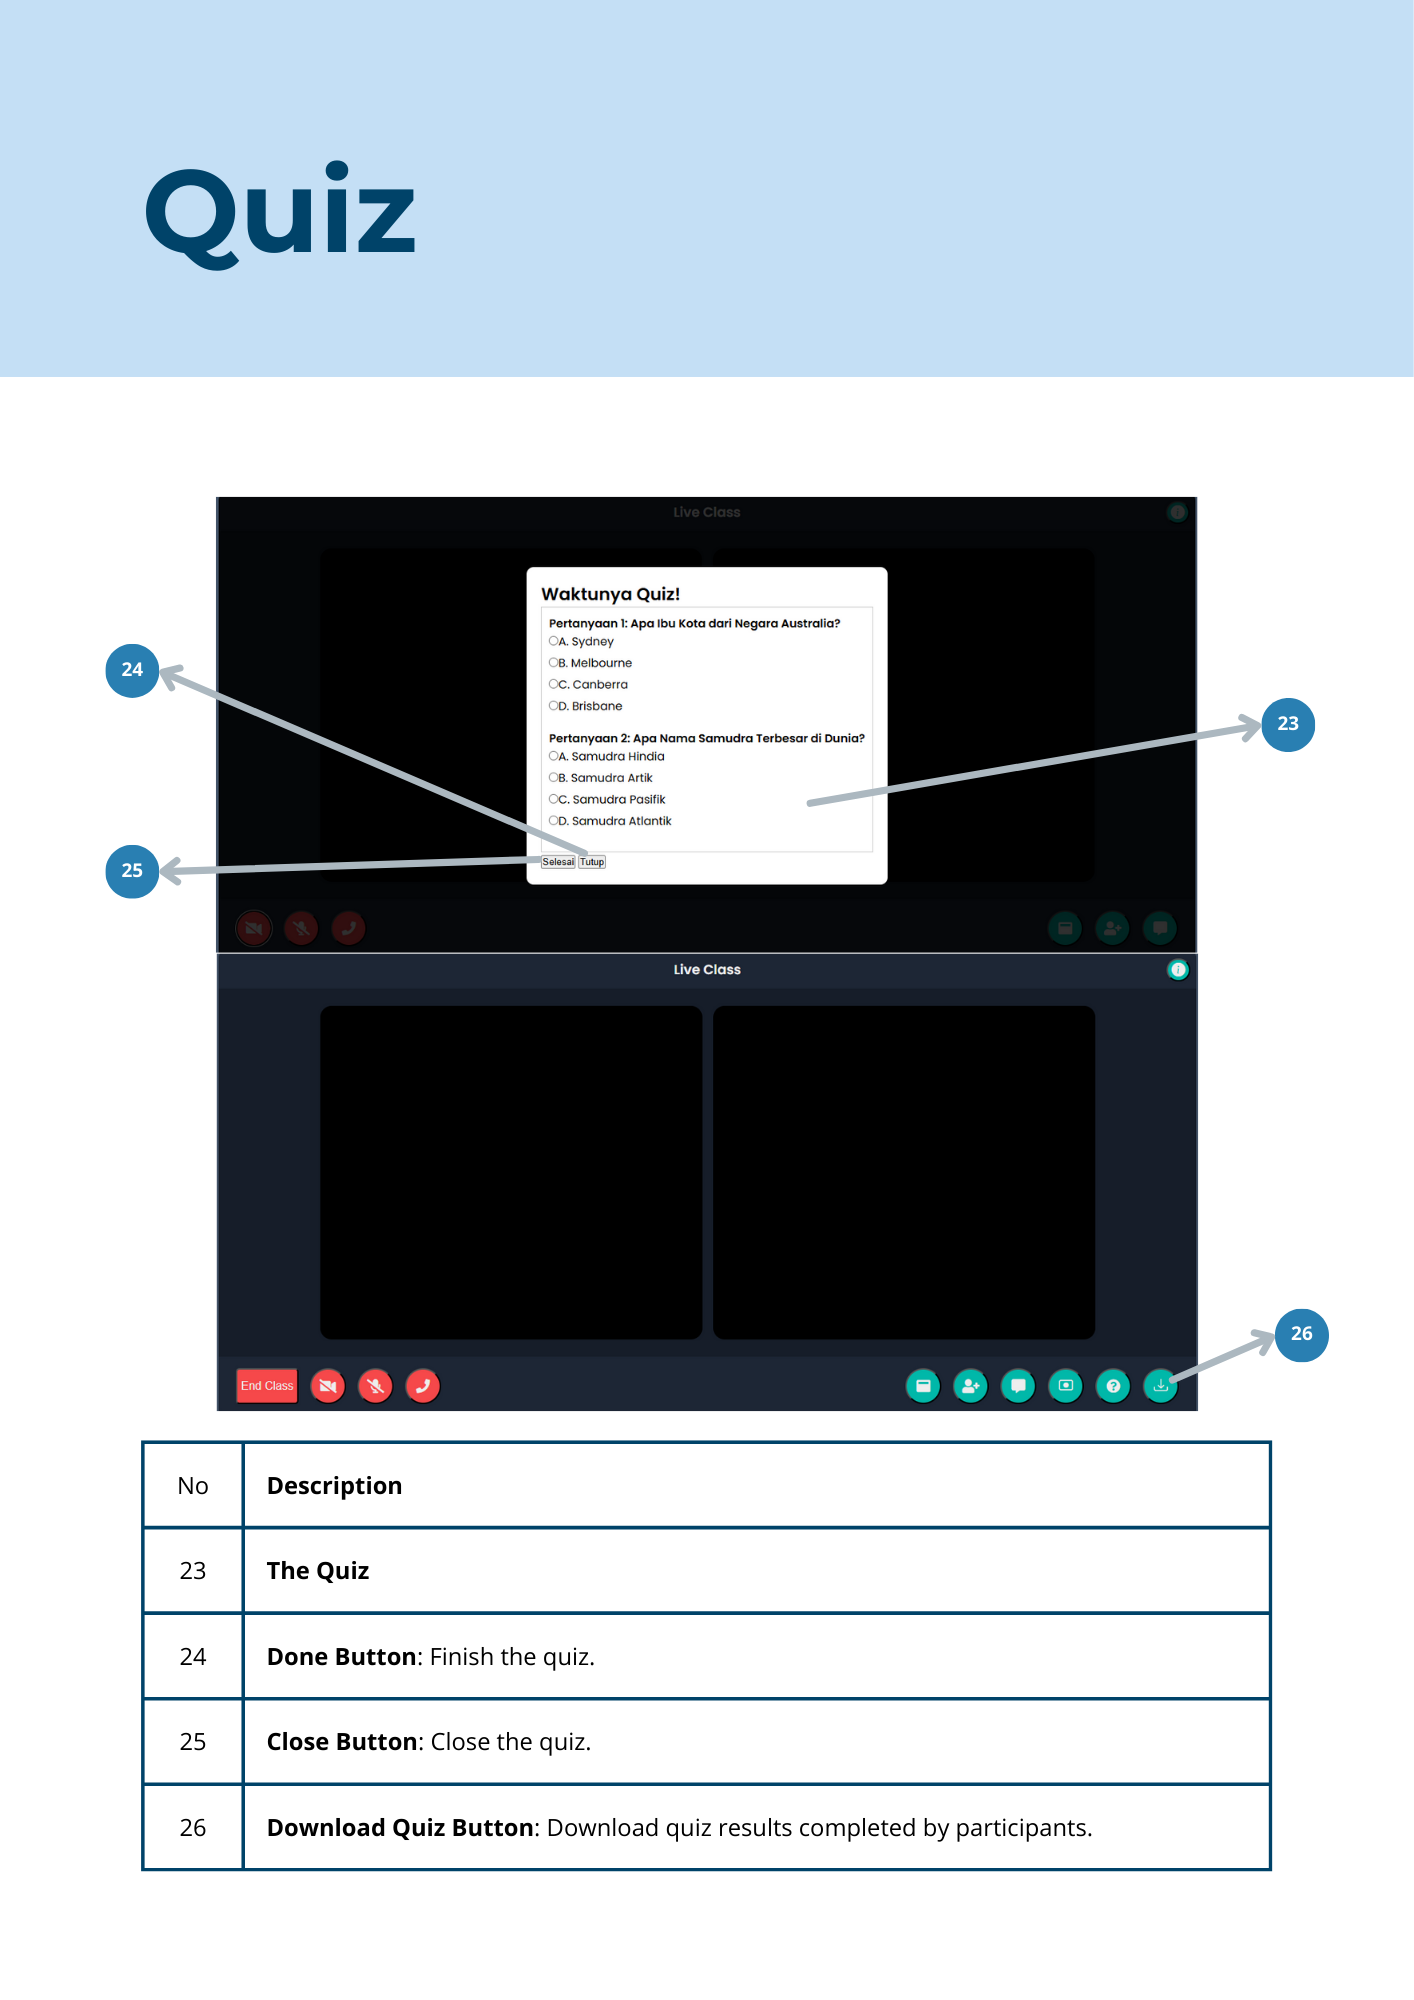 Quiz
Live Class
Waktunya Quiz!
Pertanyaan 1: Apa Ibu Kota dari Negara Australia?
A. Sydney
B. Melbourne
C. Canberra
D. Brisbane
Pertanyaan 2: Apa Nama Samudra Terbesar di Dunia?
A. Samudra Hindia
B. Samudra Artik
C. Samudra Pasifik
D. Samudra Atlantik
Selesai Tutup
24
23
25
Live Class
End Class
26
No Description
23 The Quiz
24 Done Button: Finish the quiz.
25 Close Button: Close the quiz.
26 Download Quiz Button: Download quiz results completed by participants.